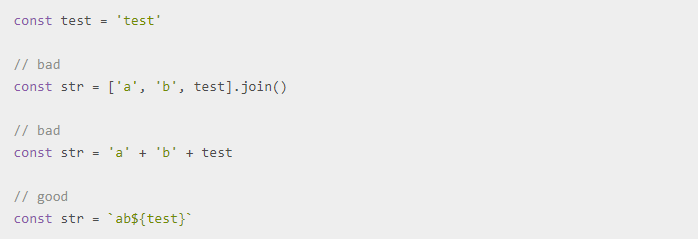 const test = 'test'
// bad
const str = ['a', 'b', test].join()
// bad
const str = 'a' + 'b' + test
// good
const str = `ab${test}`